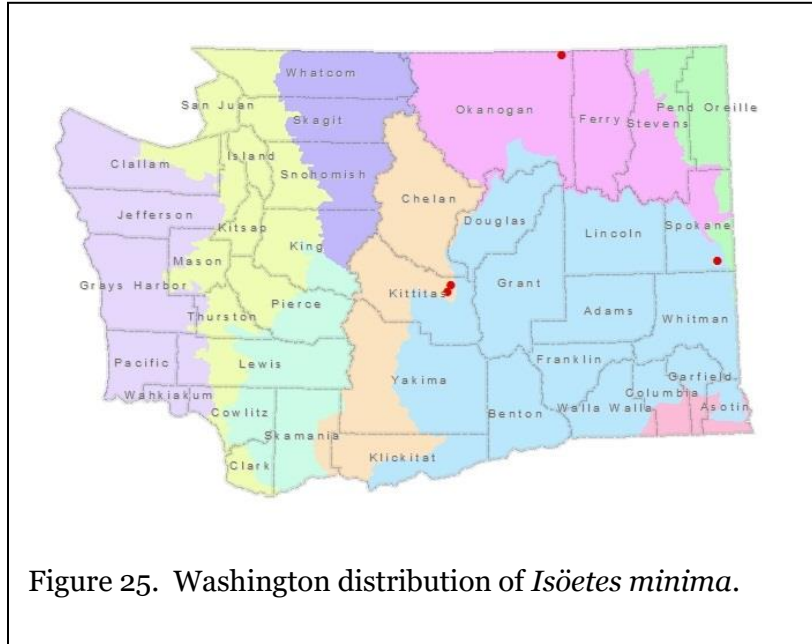 Whatcom
San Juan
Okanogan
Pend Oreille
Skagit
Ferry
Stevens
Island
Clallam
Snohomish
Chelan
Jefferson
Douglas
Kitsap
Lincoln
Spokane
King
Mason
Grant
Grays Harbor
Kittitas
Pierce
Adams
Thurston
Whitman
Pacific
Lewis
Franklin
Garfield
Yakima
Columbia
Wahkiakum
Cowlitz
Benton
Walla Walla
Asotin
Skamania
Klickitat
Clark
Figure 25. Washington distribution of Isöetes minima.